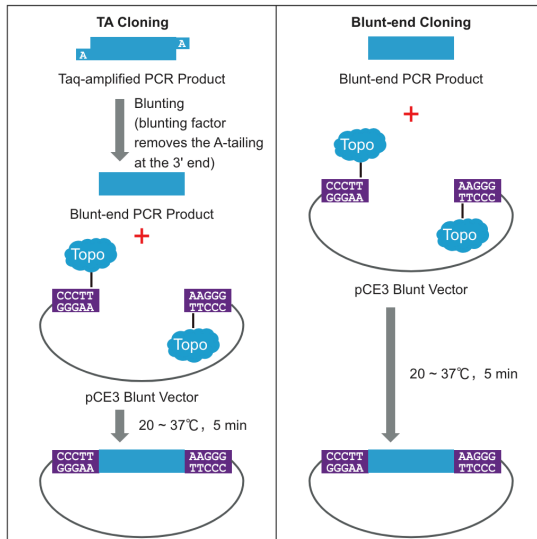 TA Cloning
A
A
Taq-amplified PCR Product
Blunting
(blunting factor
removes the A-tailing
at the 3' end)
Blunt-end PCR Product
+
Topo
CCCTT
GGGAA
AAGGG
TTCCC
Topo
pCE3 Blunt Vector
20 ~ 37℃, 5 min
CCCTT
GGGAA
AAGGG
TTCCC
Blunt-end Cloning
Blunt-end PCR Product
+
Topo
CCCTT
GGGAA
AAGGG
TTCCC
Topo
pCE3 Blunt Vector
20 ~ 37℃, 5 min
CCCTT
GGGAA
AAGGG
TTCCC